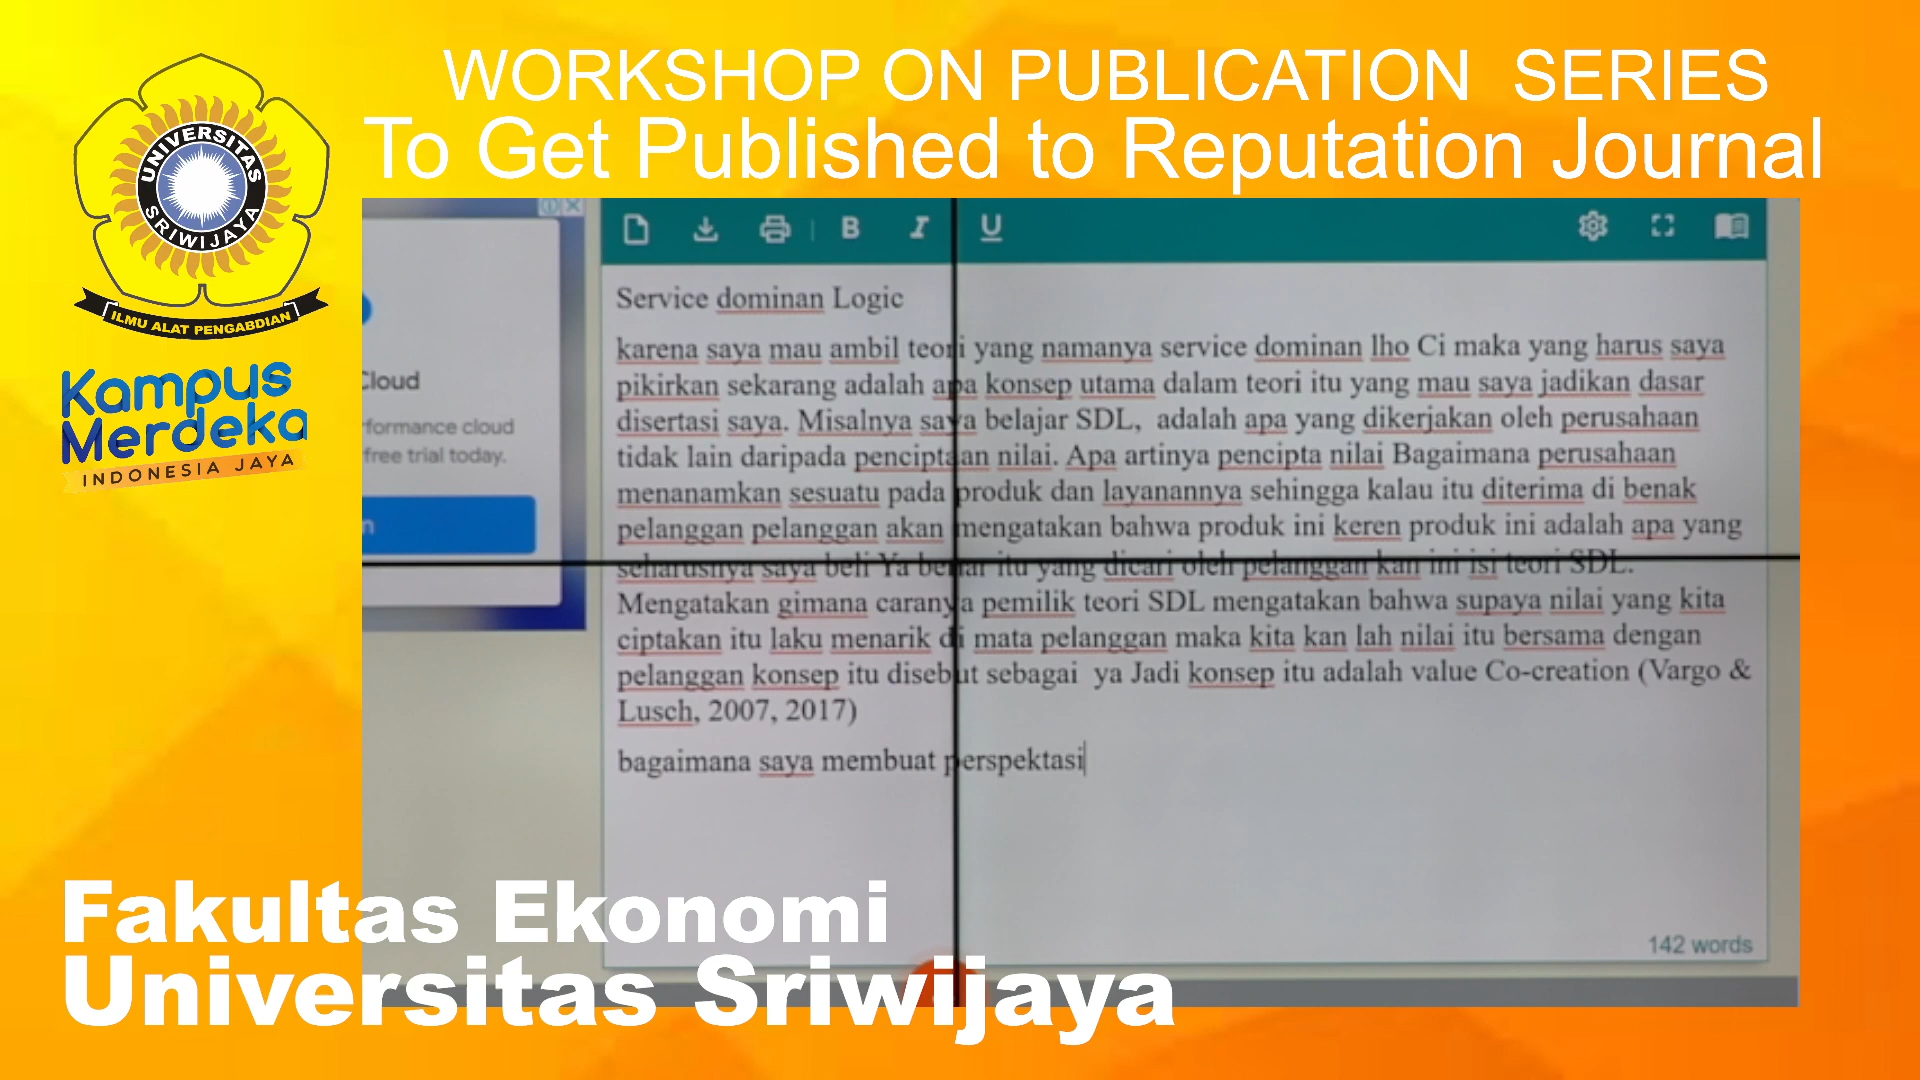 WORKSHOP ON PUBLICATION SERIES
To Get Published to Reputation Journal
UNIVERSITAS SRIWIJAYA
ILMU ALAT PENGABDIAN
Kampus
Merdeka
INDONESIA JAYA
Cloud
formance cloud
free trial today.
n
B I U
Service dominan Logic
karena saya mau ambil teori yang namanya service dominan lho Ci maka yang harus saya
pikirkan sekarang adalah apa konsep utama dalam teori itu yang mau saya jadikan dasar
disertasi saya. Misalnya saya belajar SDL, adalah apa yang dikerjakan oleh perusahaan
tidak lain daripada penciptaan nilai. Apa artinya pencipta nilai Bagaimana perusahaan
menanamkan sesuatu pada produk dan layanannya sehingga kalau itu diterima di benak
pelanggan pelanggan akan mengatakan bahwa produk ini keren produk ini adalah apa yang
seharusnya saya beli Ya benar itu yang dicari oleh pelanggan kan ini isi teori SDL.
Mengatakan gimana caranya pemilik teori SDL mengatakan bahwa supaya nilai yang kita
ciptakan itu laku menarik di mata pelanggan maka kita kan lah nilai itu bersama dengan
pelanggan konsep itu disebut sebagai ya Jadi konsep itu adalah value Co-creation (Vargo &
Lusch, 2007, 2017)
bagaimana saya membuat perspektasi
142 words
Fakultas Ekonomi
Universitas Sriwijaya